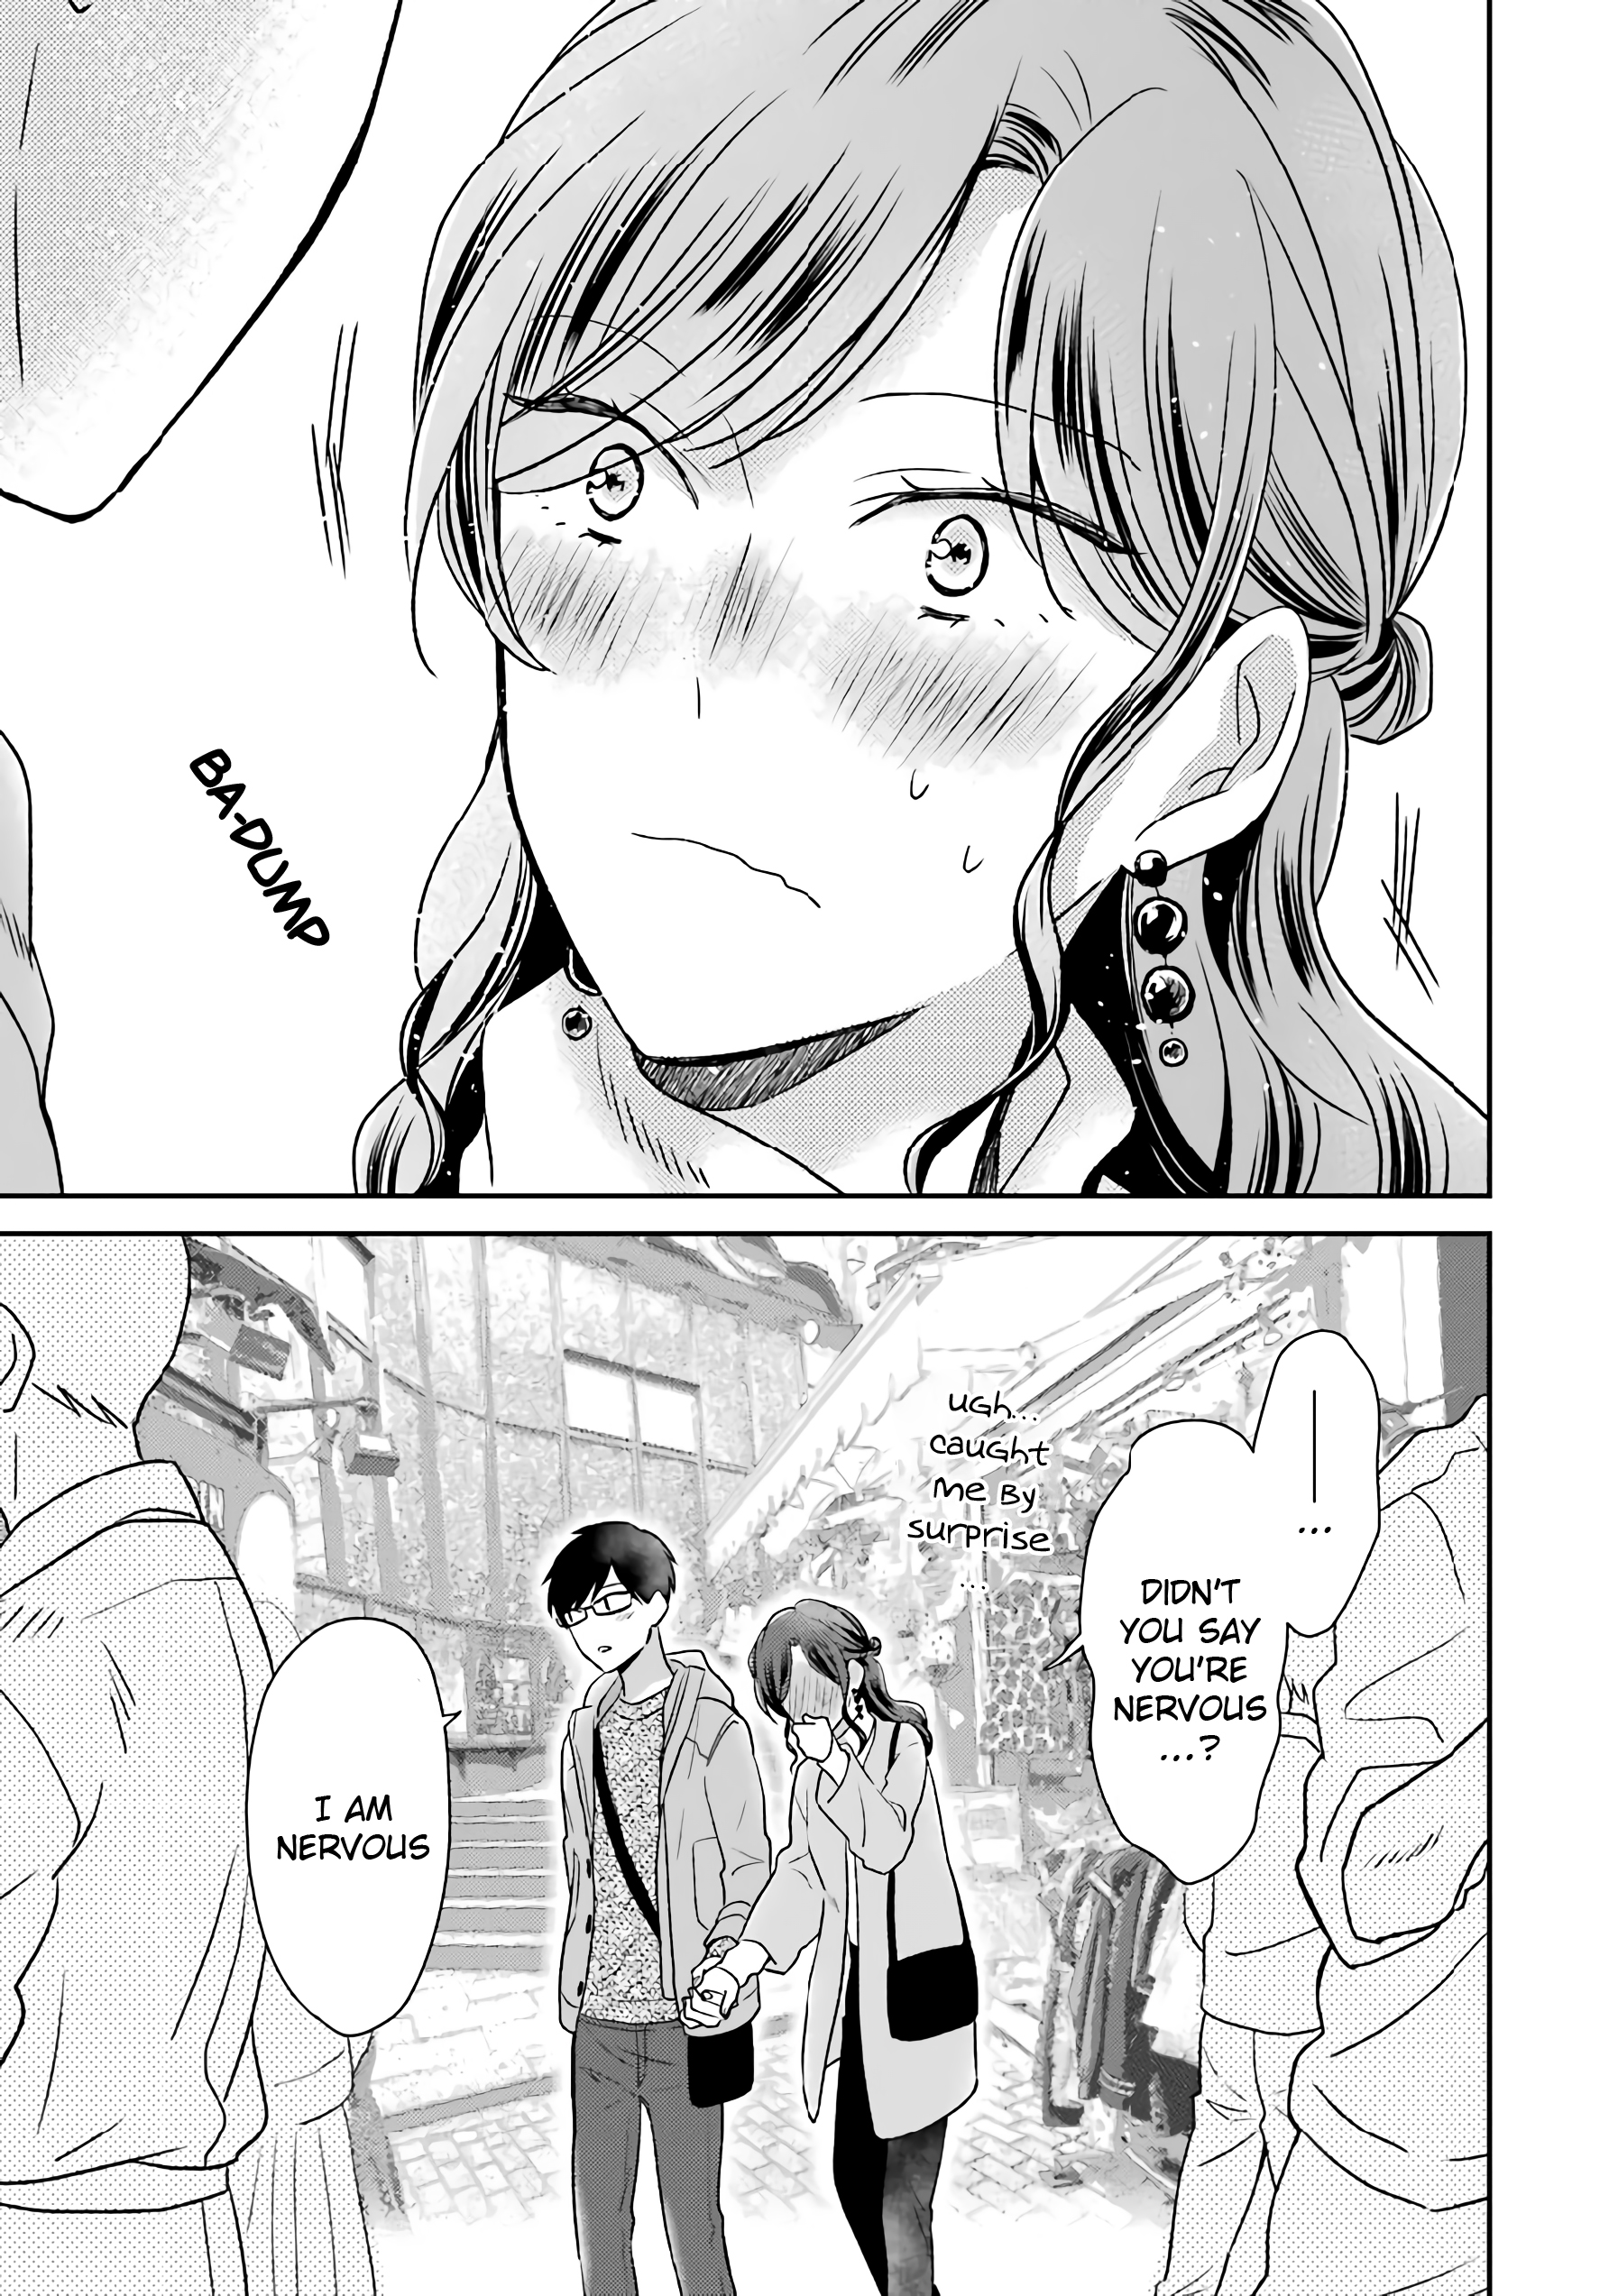 BA-DUMP
—
...
DIDN'T
YOU SAY
YOU'RE
NERVOUS
...?
UGH...
CAUGHT
ME BY
SURPRISE
...
I AM
NERVOUS